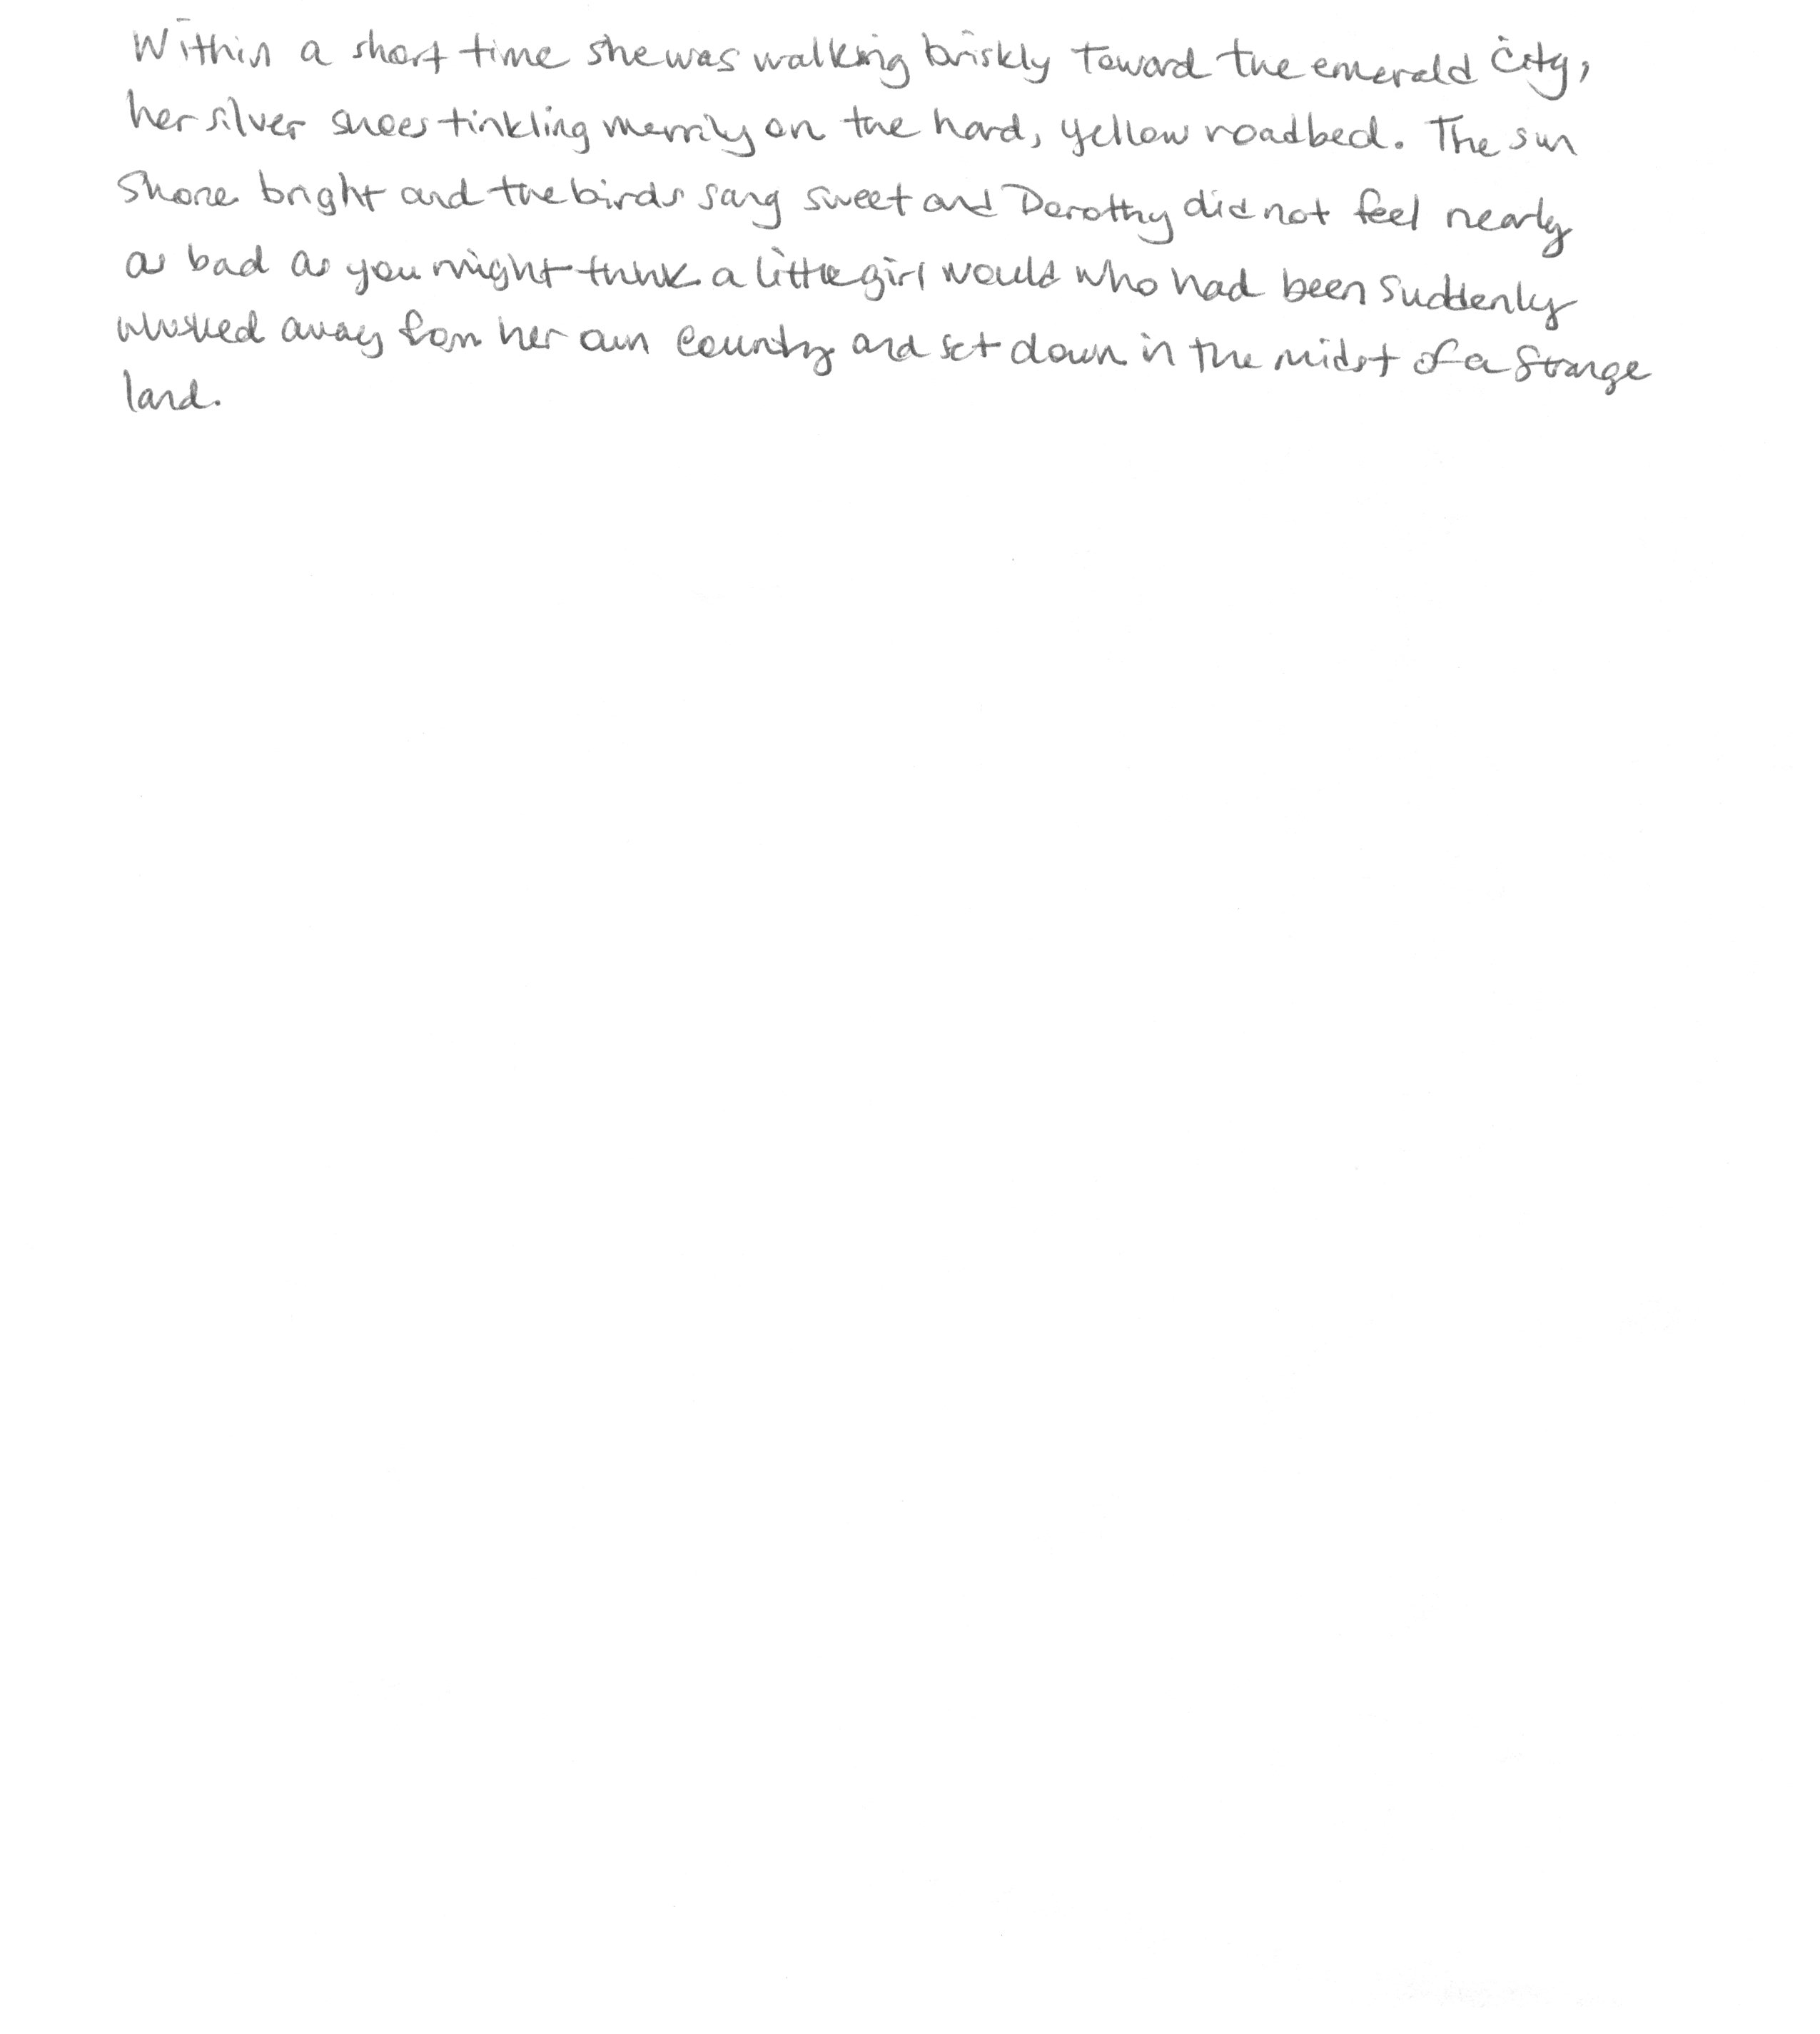 Within a short time she was walking briskly toward the emerald City,
her silver shoes tinkling merrily on the hard, yellow roadbed. The sun
shone bright and the birds sang sweet and Dorothy did not feel nearly
as bad as you might think a little girl would who had been suddenly
whisked away from her own country and set down in the midst of a strange
land.